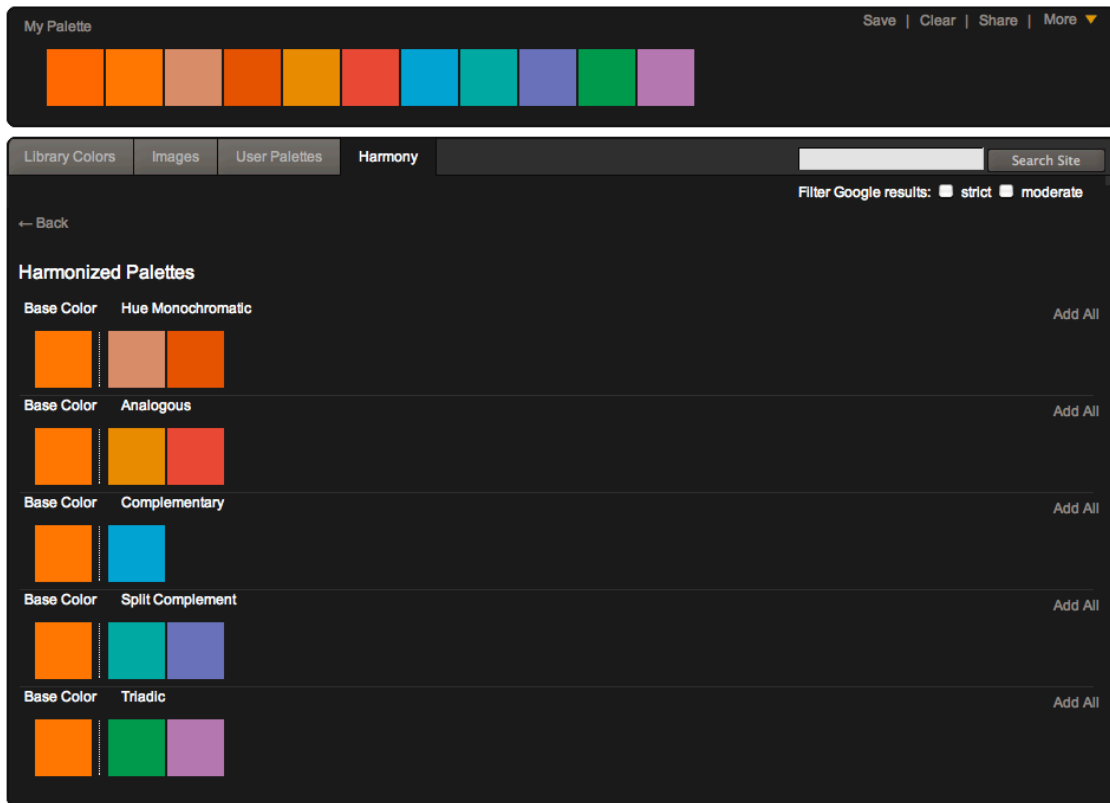 My Palette
Save | Clear | Share | More
Library Colors Images User Palettes Harmony Search Site
Filter Google results: strict moderate
← Back
Harmonized Palettes
Base Color Hue Monochromatic Add All
Base Color Analogous Add All
Base Color Complementary Add All
Base Color Split Complement Add All
Base Color Triadic Add All